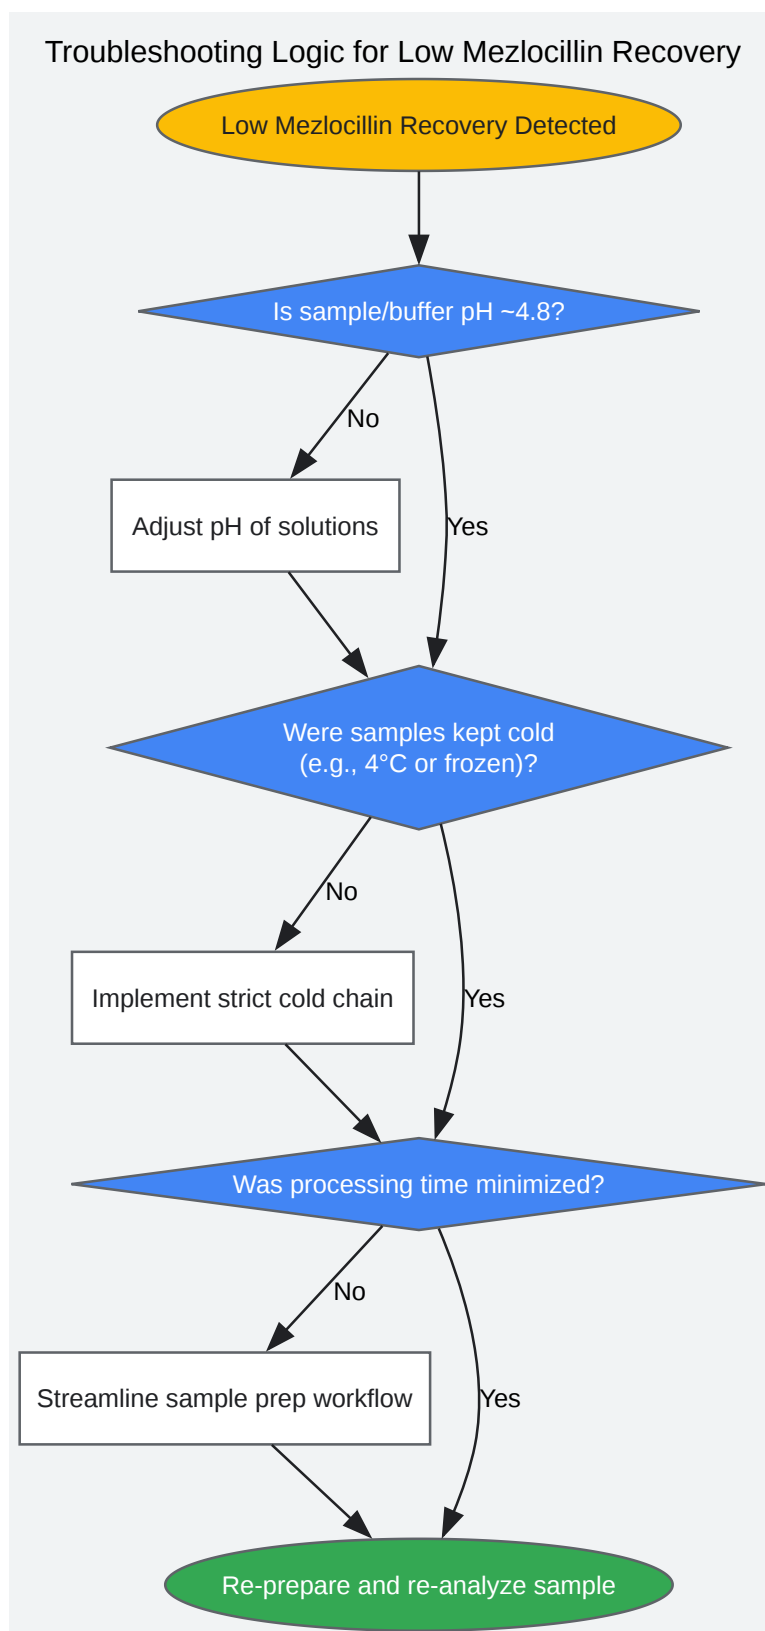 Troubleshooting Logic for Low Mezlocillin Recovery
Low Mezlocillin Recovery Detected
Is sample/buffer pH ~4.8?
No
Adjust pH of solutions
Yes
Were samples kept cold
(e.g., 4°C or frozen)?
No
Implement strict cold chain
Yes
Was processing time minimized?
No
Streamline sample prep workflow
Yes
Re-prepare and re-analyze sample